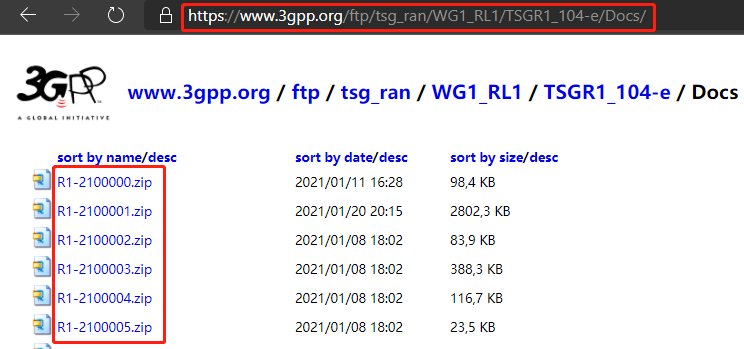 https://www.3gpp.org/ftp/tsg_ran/WG1_RL1/TSGR1_104-e/Docs/
3GPP
A GLOBAL INITIATIVE
www.3gpp.org / ftp / tsg_ran / WG1_RL1 / TSGR1_104-e / Docs
sort by name/desc sort by date/desc sort by size/desc
R1-2100000.zip 2021/01/11 16:28 98,4 KB
R1-2100001.zip 2021/01/20 20:15 2802,3 KB
R1-2100002.zip 2021/01/08 18:02 83,9 KB
R1-2100003.zip 2021/01/08 18:02 388,3 KB
R1-2100004.zip 2021/01/08 18:02 116,7 KB
R1-2100005.zip 2021/01/08 18:02 23,5 KB